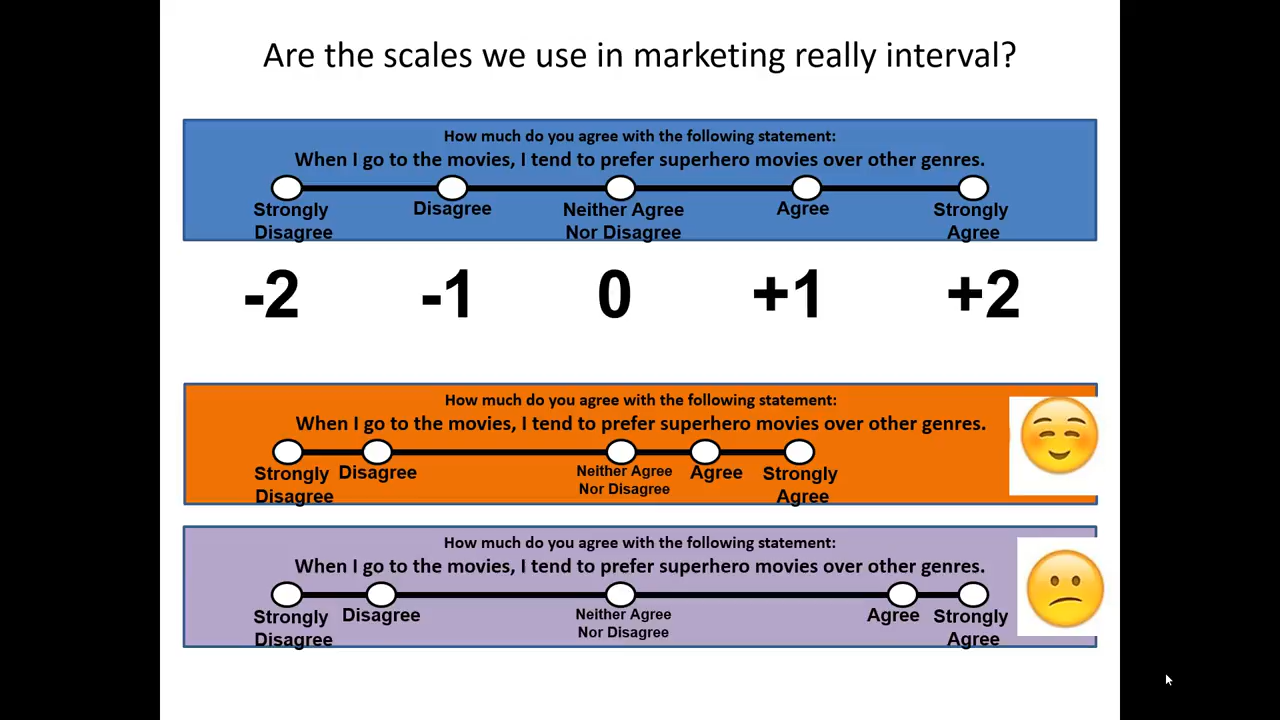 Are the scales we use in marketing really interval?
How much do you agree with the following statement:
When I go to the movies, I tend to prefer superhero movies over other genres.
Strongly Disagree
Disagree
Neither Agree Nor Disagree
Agree
Strongly Agree
-2 -1 0 +1 +2
How much do you agree with the following statement:
When I go to the movies, I tend to prefer superhero movies over other genres.
Strongly Disagree
Disagree
Neither Agree Nor Disagree
Agree
Strongly Agree
How much do you agree with the following statement:
When I go to the movies, I tend to prefer superhero movies over other genres.
Strongly Disagree
Disagree
Neither Agree Nor Disagree
Agree
Strongly Agree